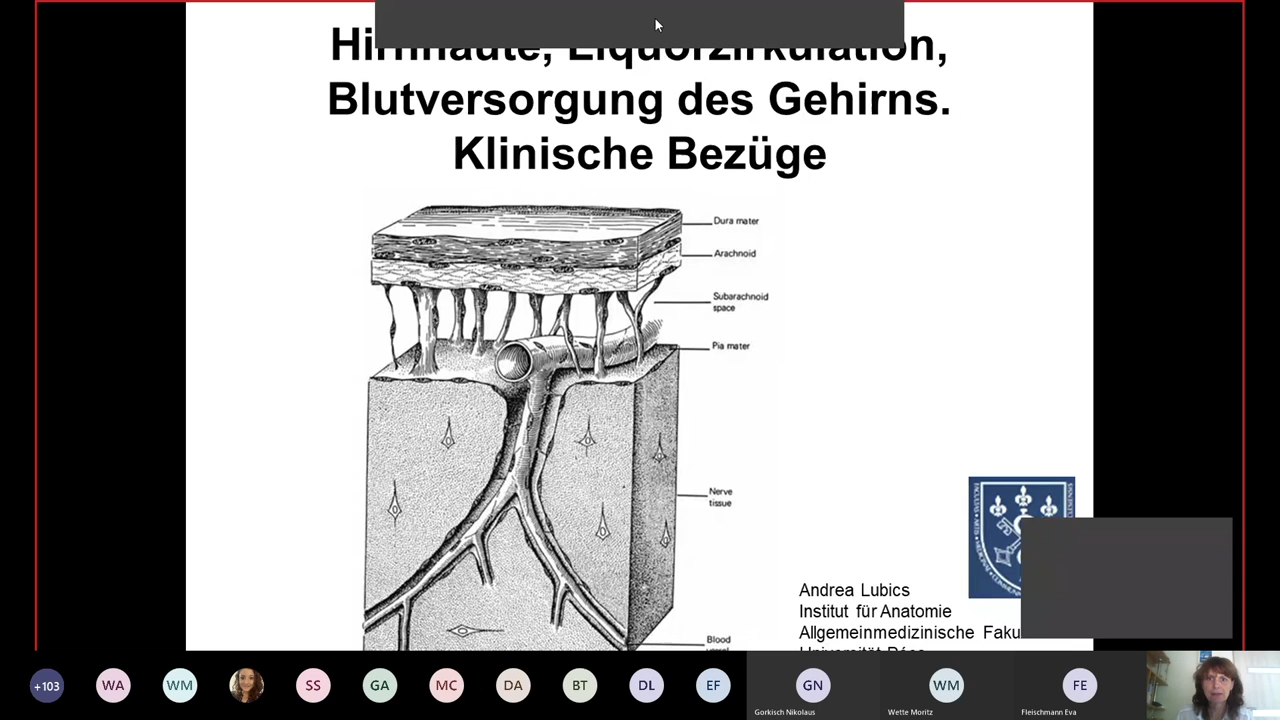 Hirnhäute, Liquorzirkulation,
Blutversorgung des Gehirns.
Klinische Bezüge
Dura mater
Arachnoid
Subarachnoid
space
Pia mater
Nerve
tissue
Blood
Andrea Lubics
Institut für Anatomie
Allgemeinmedizinische Faku
+103
WA
WM
SS
GA
MC
DA
BT
DL
EF
GN
Gorkisch Nikolaus
WM
Wette Moritz
FE
Fleischmann Eva